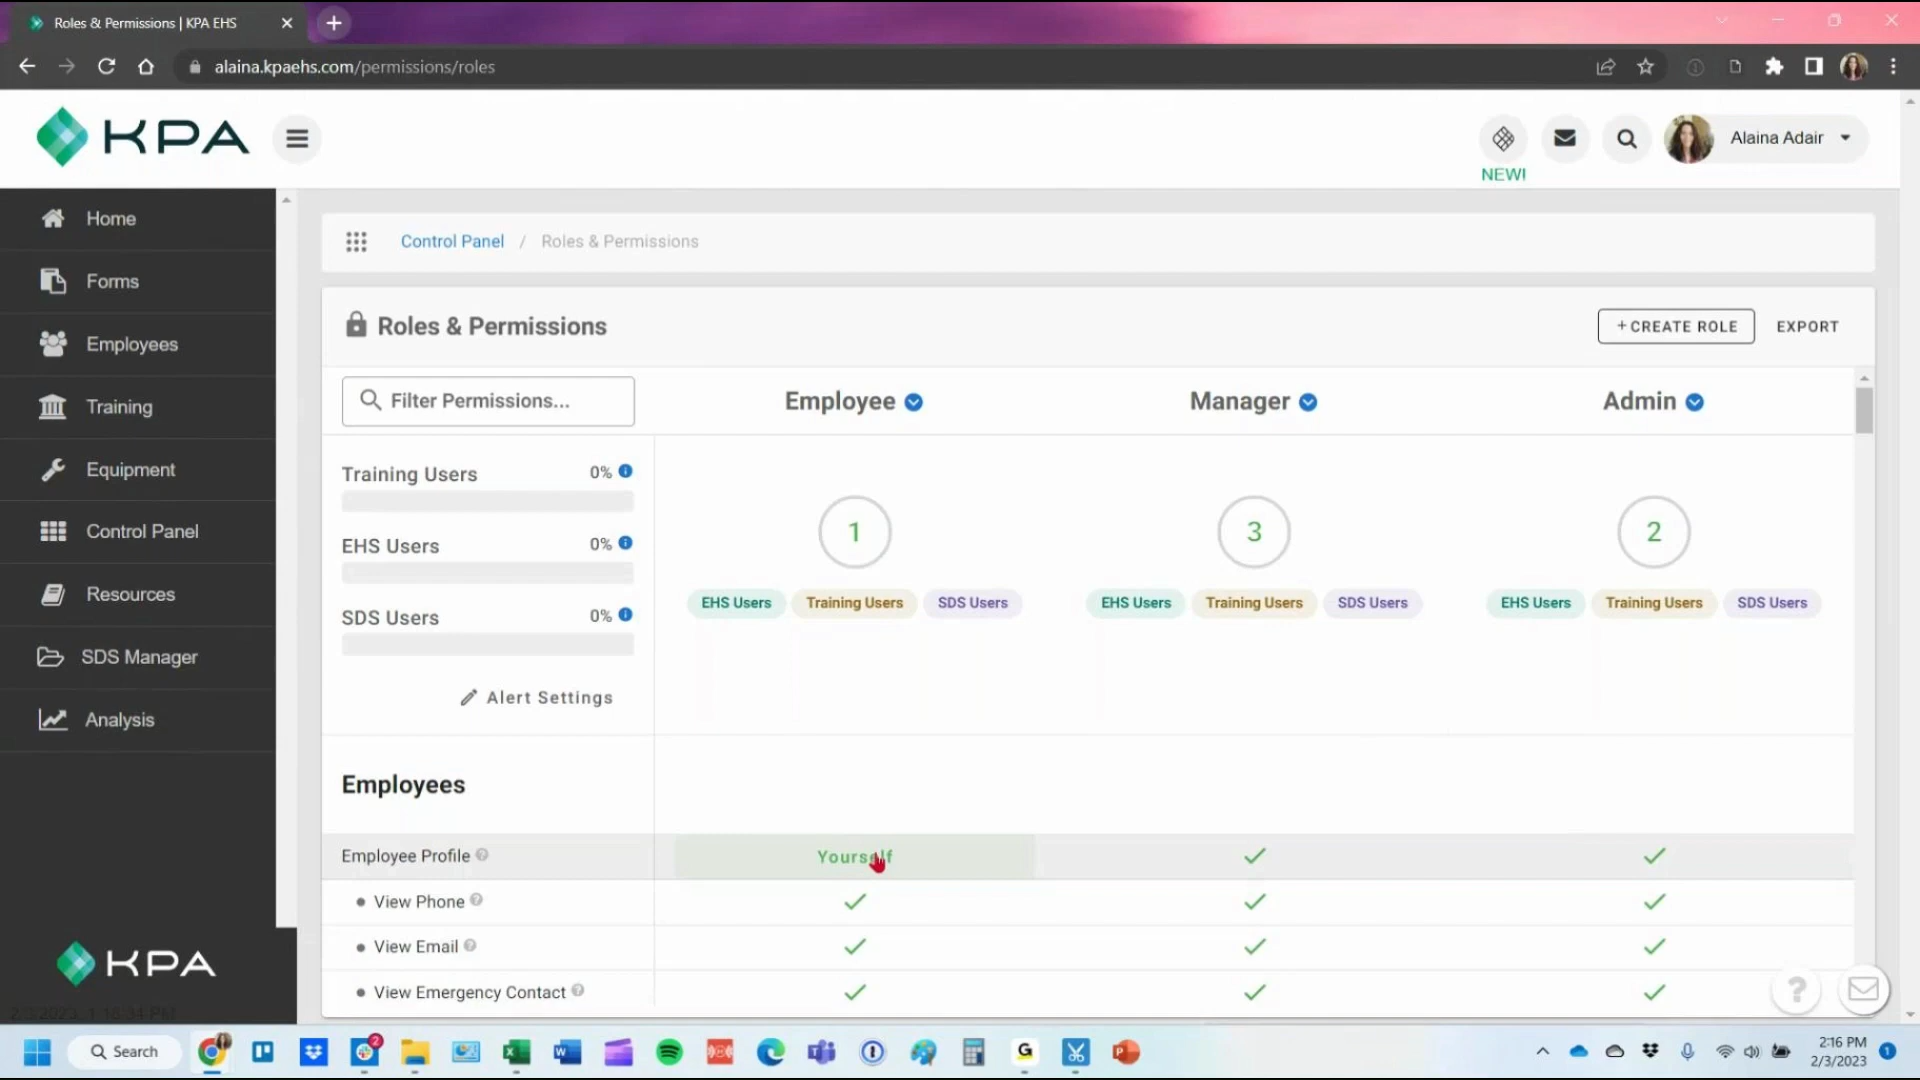 Roles & Permissions | KPA EHS
alaina.kpaehs.com/permissions/roles
KPA
NEW!
Alaina Adair
Home
Forms
Employees
Training
Equipment
Control Panel
Resources
SDS Manager
Analysis
KPA
Control Panel / Roles & Permissions
Roles & Permissions
+CREATE ROLE
EXPORT
Filter Permissions...
Employee
Manager
Admin
Training Users 0%
EHS Users 0%
SDS Users 0%
Alert Settings
1
EHS Users Training Users SDS Users
3
EHS Users Training Users SDS Users
2
EHS Users Training Users SDS Users
Employees
Employee Profile
Yourself
View Phone
View Email
View Emergency Contact
Search
2
2:16 PM
2/3/2023
1